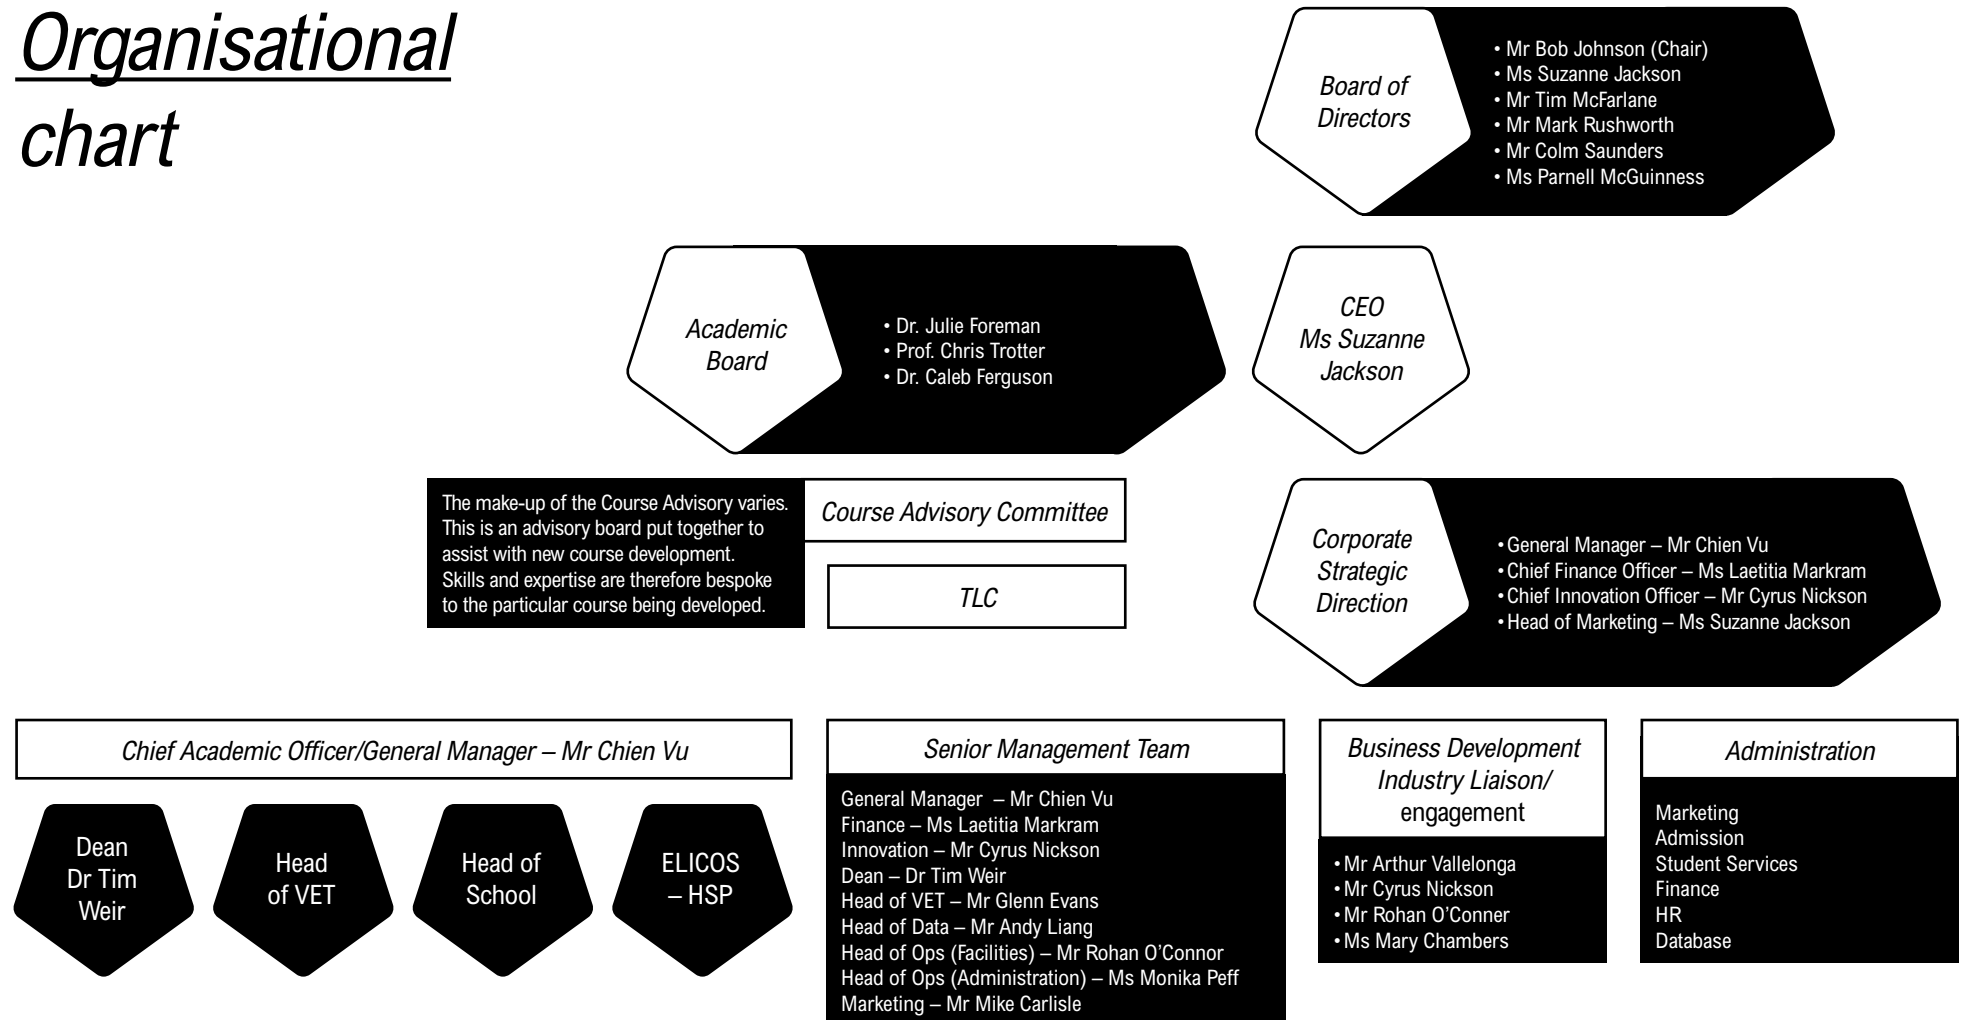 Organisational
chart
Board of
Directors
• Mr Bob Johnson (Chair)
• Ms Suzanne Jackson
• Mr Tim McFarlane
• Mr Mark Rushworth
• Mr Colm Saunders
• Ms Parnell McGuinness
Academic
Board
• Dr. Julie Foreman
• Prof. Chris Trotter
• Dr. Caleb Ferguson
CEO
Ms Suzanne
Jackson
The make-up of the Course Advisory varies.
This is an advisory board put together to
assist with new course development.
Skills and expertise are therefore bespoke
to the particular course being developed.
Course Advisory Committee
TLC
Corporate
Strategic
Direction
• General Manager – Mr Chien Vu
• Chief Finance Officer – Ms Laetitia Markram
• Chief Innovation Officer – Mr Cyrus Nickson
• Head of Marketing – Ms Suzanne Jackson
Chief Academic Officer/General Manager – Mr Chien Vu
Dean
Dr Tim
Weir
Head
of VET
Head of
School
ELICOS
– HSP
Senior Management Team
General Manager – Mr Chien Vu
Finance – Ms Laetitia Markram
Innovation – Mr Cyrus Nickson
Dean – Dr Tim Weir
Head of VET – Mr Glenn Evans
Head of Data – Mr Andy Liang
Head of Ops (Facilities) – Mr Rohan O’Connor
Head of Ops (Administration) – Ms Monika Peff
Marketing – Mr Mike Carlisle
Business Development
Industry Liaison/
engagement
• Mr Arthur Vallelonga
• Mr Cyrus Nickson
• Mr Rohan O’Conner
• Ms Mary Chambers
Administration
Marketing
Admission
Student Services
Finance
HR
Database